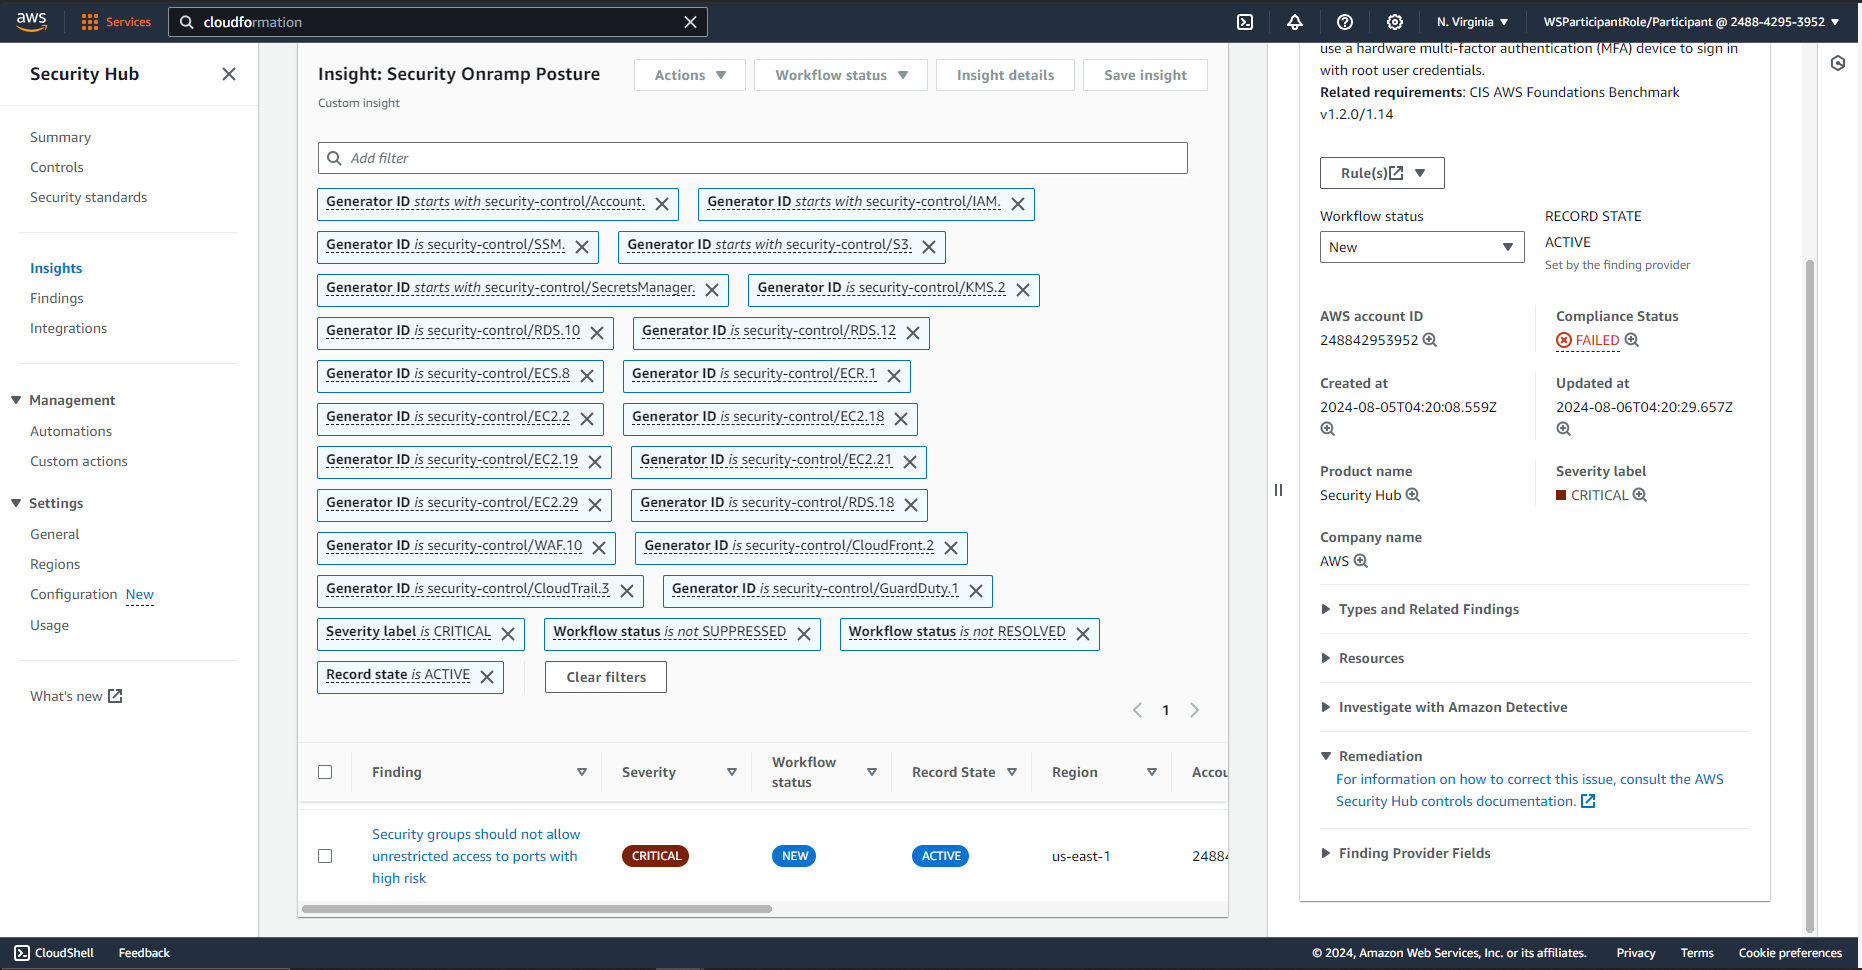 aws
Services
cloudformation
N. Virginia
WSParticipantRole/Participant @ 2488-4295-3952
Security Hub
Summary
Controls
Security standards
Insights
Findings
Integrations
Management
Automations
Custom actions
Settings
General
Regions
Configuration New
Usage
What's new
Insight: Security Onramp Posture
Custom insight
Actions
Workflow status
Insight details
Save insight
Add filter
Generator ID starts with security-control/Account.
Generator ID starts with security-control/IAM.
Generator ID is security-control/SSM.
Generator ID starts with security-control/S3.
Generator ID starts with security-control/SecretsManager.
Generator ID is security-control/KMS.2
Generator ID is security-control/RDS.10
Generator ID is security-control/RDS.12
Generator ID is security-control/ECS.8
Generator ID is security-control/ECR.1
Generator ID is security-control/EC2.2
Generator ID is security-control/EC2.18
Generator ID is security-control/EC2.19
Generator ID is security-control/EC2.21
Generator ID is security-control/EC2.29
Generator ID is security-control/RDS.18
Generator ID is security-control/WAF.10
Generator ID is security-control/CloudFront.2
Generator ID is security-control/CloudTrail.3
Generator ID is security-control/GuardDuty.1
Severity label is CRITICAL
Workflow status is not SUPPRESSED
Workflow status is not RESOLVED
Record state is ACTIVE
Clear filters
1
Finding
Severity
Workflow
status
Record State
Region
Accou
Security groups should not allow
unrestricted access to ports with
high risk
CRITICAL
NEW
ACTIVE
us-east-1
2488
use a hardware multi-factor authentication (MFA) device to sign in
with root user credentials.
Related requirements: CIS AWS Foundations Benchmark
v1.2.0/1.14
Rule(s)
Workflow status
New
RECORD STATE
ACTIVE
Set by the finding provider
AWS account ID
248842953952
Compliance Status
FAILED
Created at
2024-08-05T04:20:08.559Z
Updated at
2024-08-06T04:20:29.657Z
Product name
Security Hub
Severity label
CRITICAL
Company name
AWS
Types and Related Findings
Resources
Investigate with Amazon Detective
Remediation
For information on how to correct this issue, consult the AWS
Security Hub controls documentation.
Finding Provider Fields
CloudShell
Feedback
© 2024, Amazon Web Services, Inc. or its affiliates.
Privacy
Terms
Cookie preferences